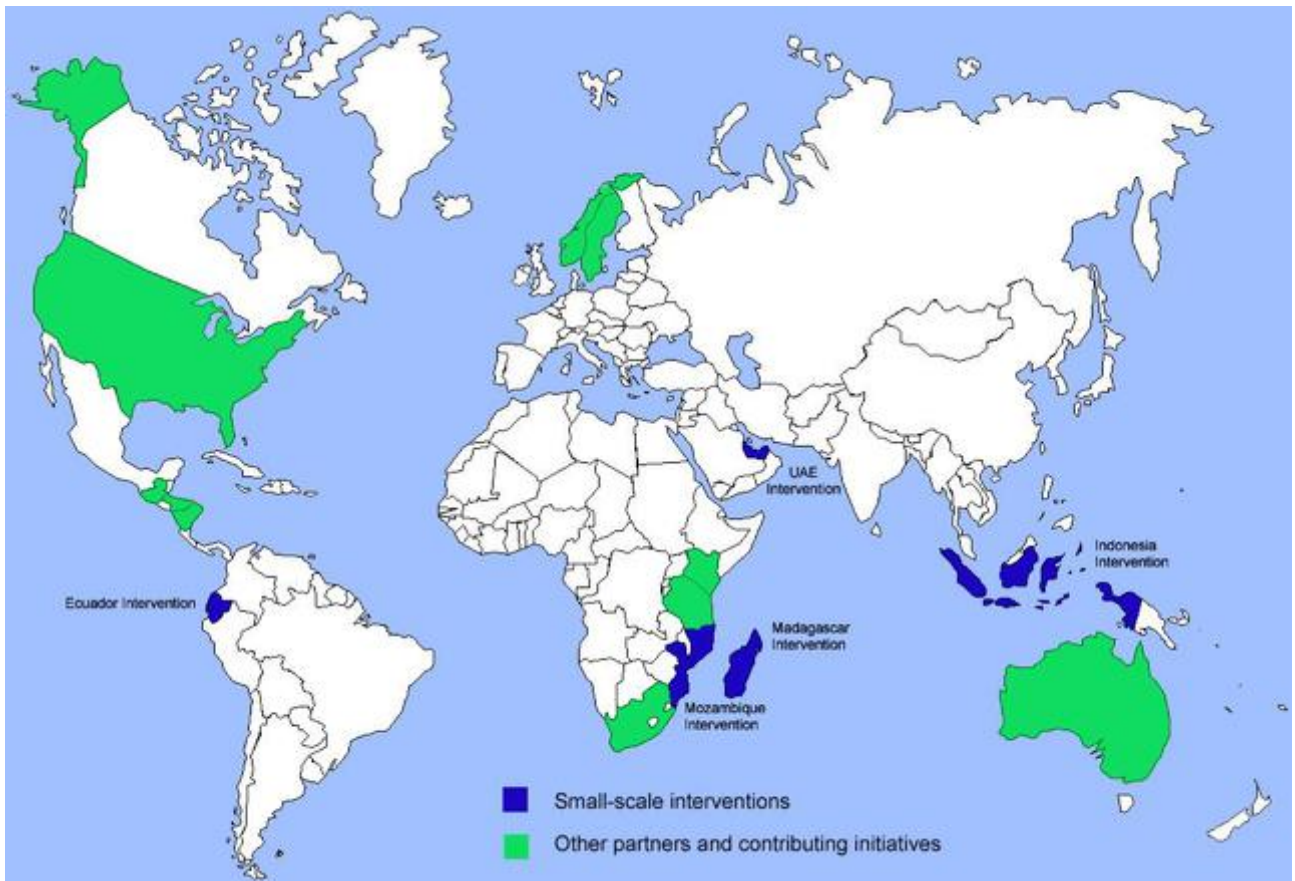 UAE
Intervention
Indonesia
Intervention
Ecuador Intervention
Madagascar
Intervention
Mozambique
Intervention
Small-scale interventions
Other partners and contributing initiatives